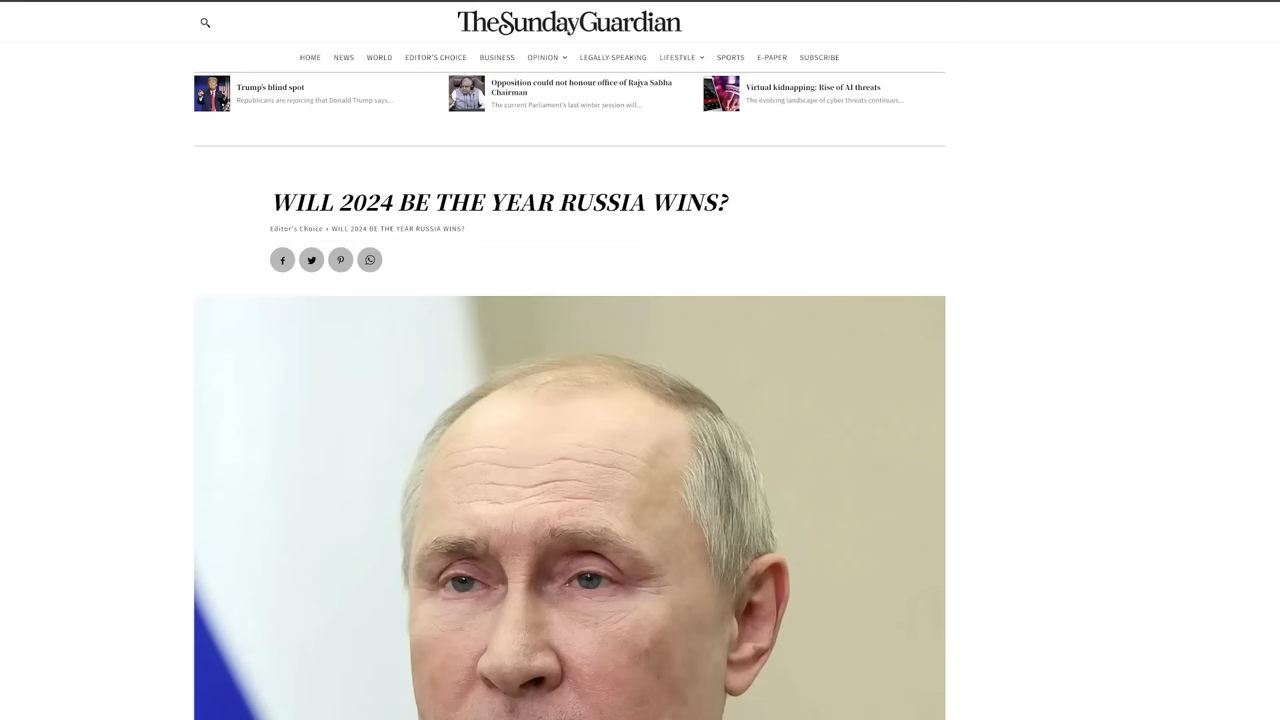 TheSundayGuardian
HOME NEWS WORLD EDITOR'S CHOICE BUSINESS OPINION LEGALLY SPEAKING LIFESTYLE SPORTS E-PAPER SUBSCRIBE
Trump's blind spot
Republicans are rejoicing that Donald Trump says...
Opposition could not honour office of Rajya Sabha
Chairman
The current Parliament's last winter session will...
Virtual kidnapping: Rise of AI threats
The evolving landscape of cyber threats continues...
WILL 2024 BE THE YEAR RUSSIA WINS?
Editor's Choice › WILL 2024 BE THE YEAR RUSSIA WINS?